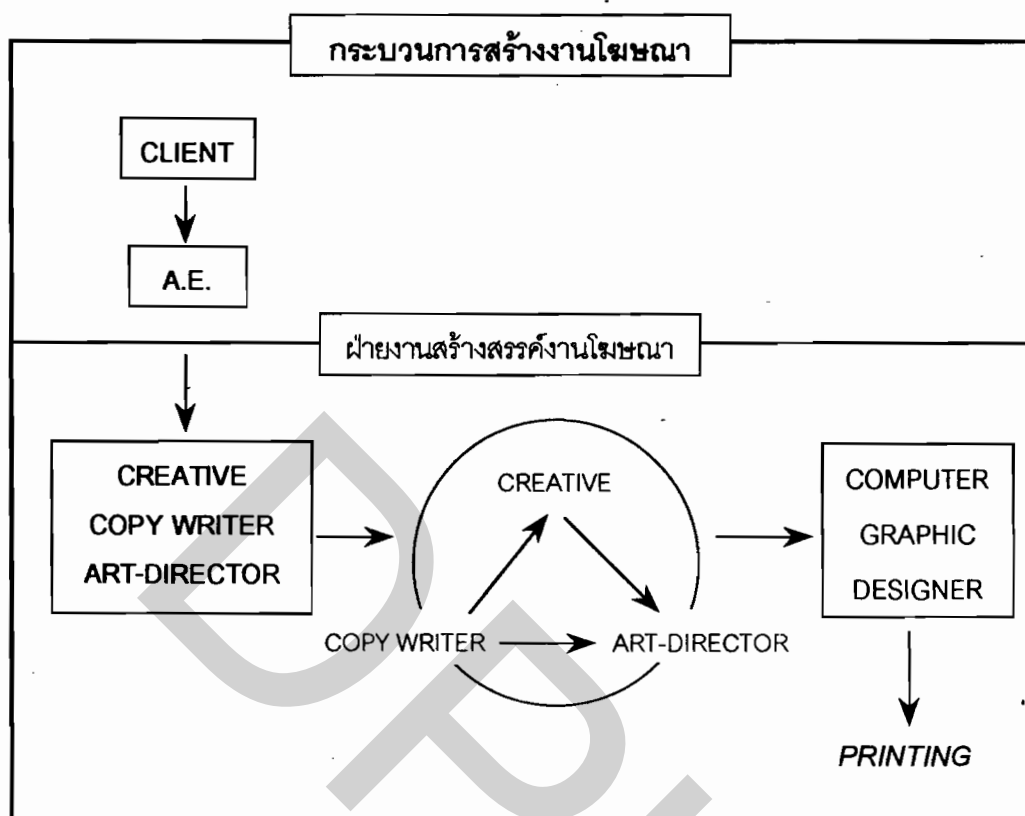 กระบวนการสร้างงานโฆษณา
CLIENT
A.E.
ฝ่ายงานสร้างสรรค์งานโฆษณา
CREATIVE
COPY WRITER
ART-DIRECTOR
CREATIVE
COPY WRITER
ART-DIRECTOR
COMPUTER
GRAPHIC
DESIGNER
PRINTING